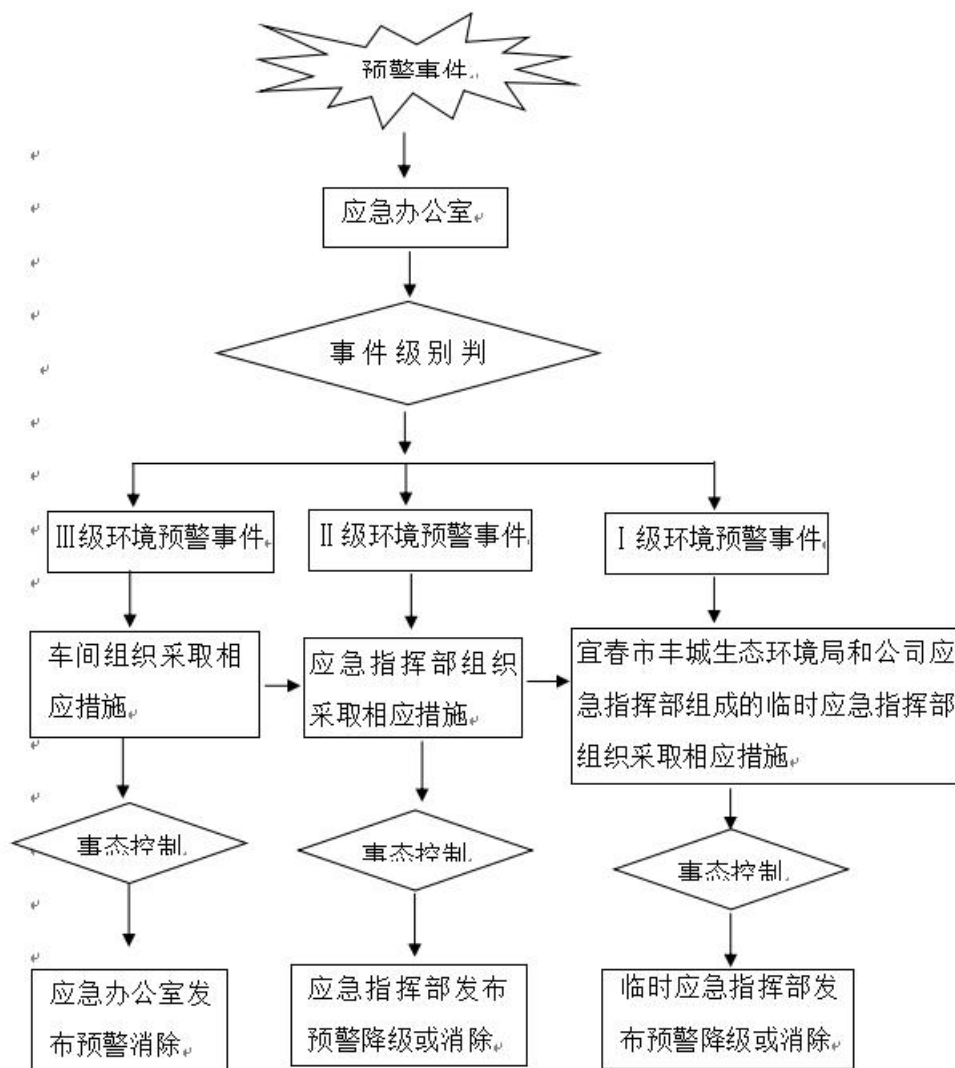 预警事件
应急办公室
事件级别判
Ⅲ级环境预警事件
Ⅱ级环境预警事件
Ⅰ级环境预警事件
车间组织采取相
应措施
应急指挥部组织
采取相应措施
宜春市丰城生态环境局和公司应
急指挥部组成的临时应急指挥部
组织采取相应措施
事态控制
事态控制
事态控制
应急办公室发
布预警消除
应急指挥部发布
预警降级或消除
临时应急指挥部发
布预警降级或消除